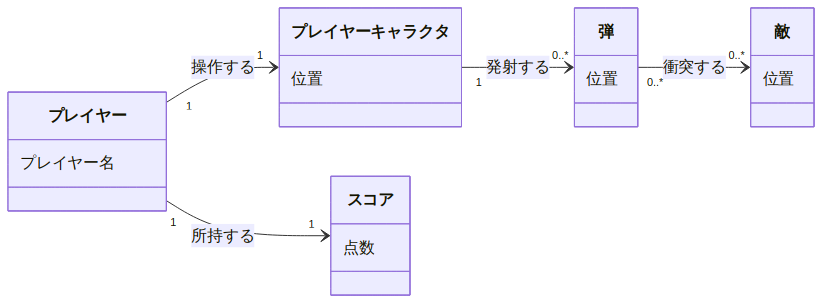 プレイヤー
プレイヤー名
1
操作する
1
プレイヤーキャラクタ
位置
1
発射する
0..*
弾
位置
0..*
衝突する
0..*
敵
位置
1
所持する
1
スコア
点数